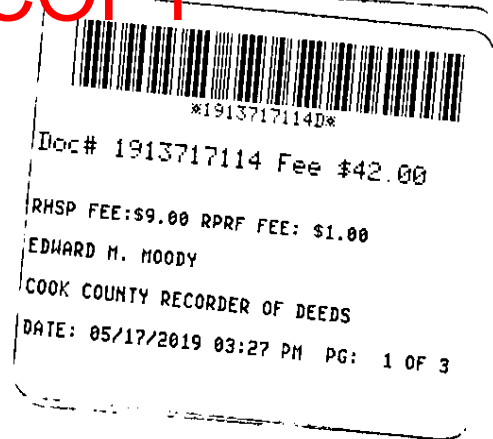 COPY
*1913717114D*
Doc# 1913717114 Fee $42.00
RHSP FEE:$9.00 RPRF FEE: $1.00
EDWARD M. MOODY
COOK COUNTY RECORDER OF DEEDS
DATE: 05/17/2019 03:27 PM PG: 1 OF 3